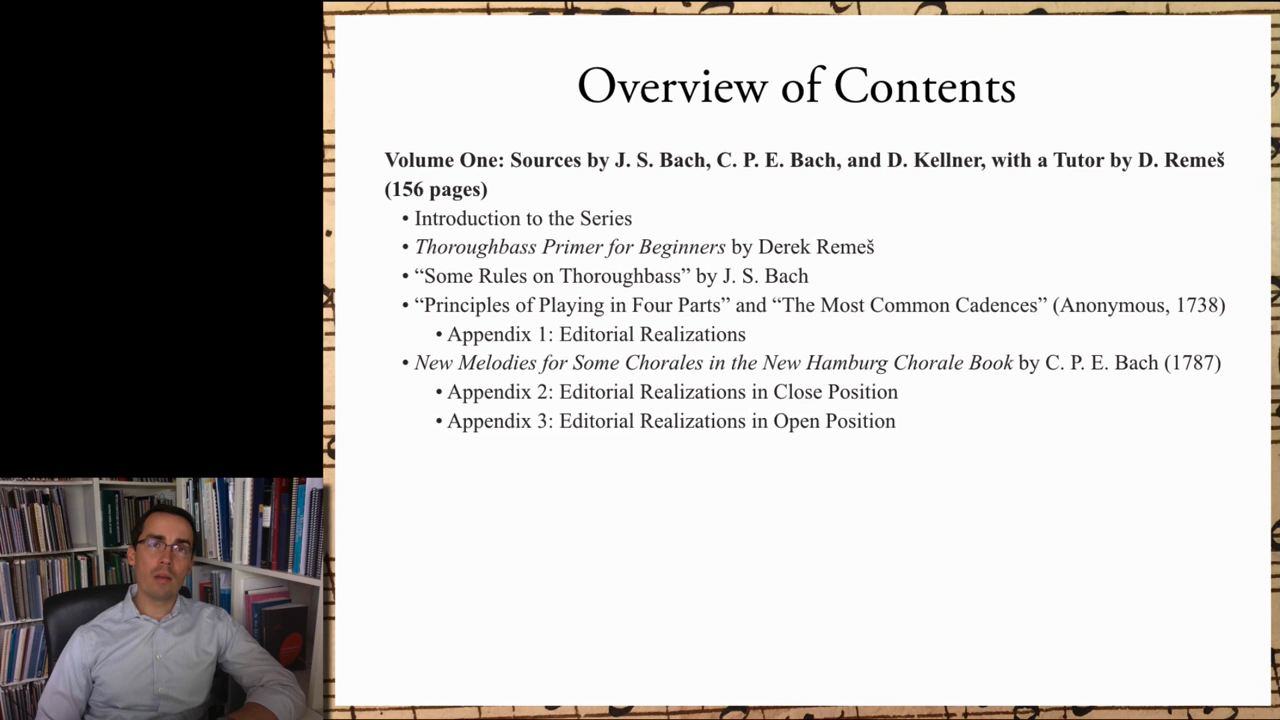 Overview of Contents
Volume One: Sources by J. S. Bach, C. P. E. Bach, and D. Kellner, with a Tutor by D. Remeš
(156 pages)
• Introduction to the Series
• Thoroughbass Primer for Beginners by Derek Remeš
• “Some Rules on Thoroughbass” by J. S. Bach
• “Principles of Playing in Four Parts” and “The Most Common Cadences” (Anonymous, 1738)
• Appendix 1: Editorial Realizations
• New Melodies for Some Chorales in the New Hamburg Chorale Book by C. P. E. Bach (1787)
• Appendix 2: Editorial Realizations in Close Position
• Appendix 3: Editorial Realizations in Open Position